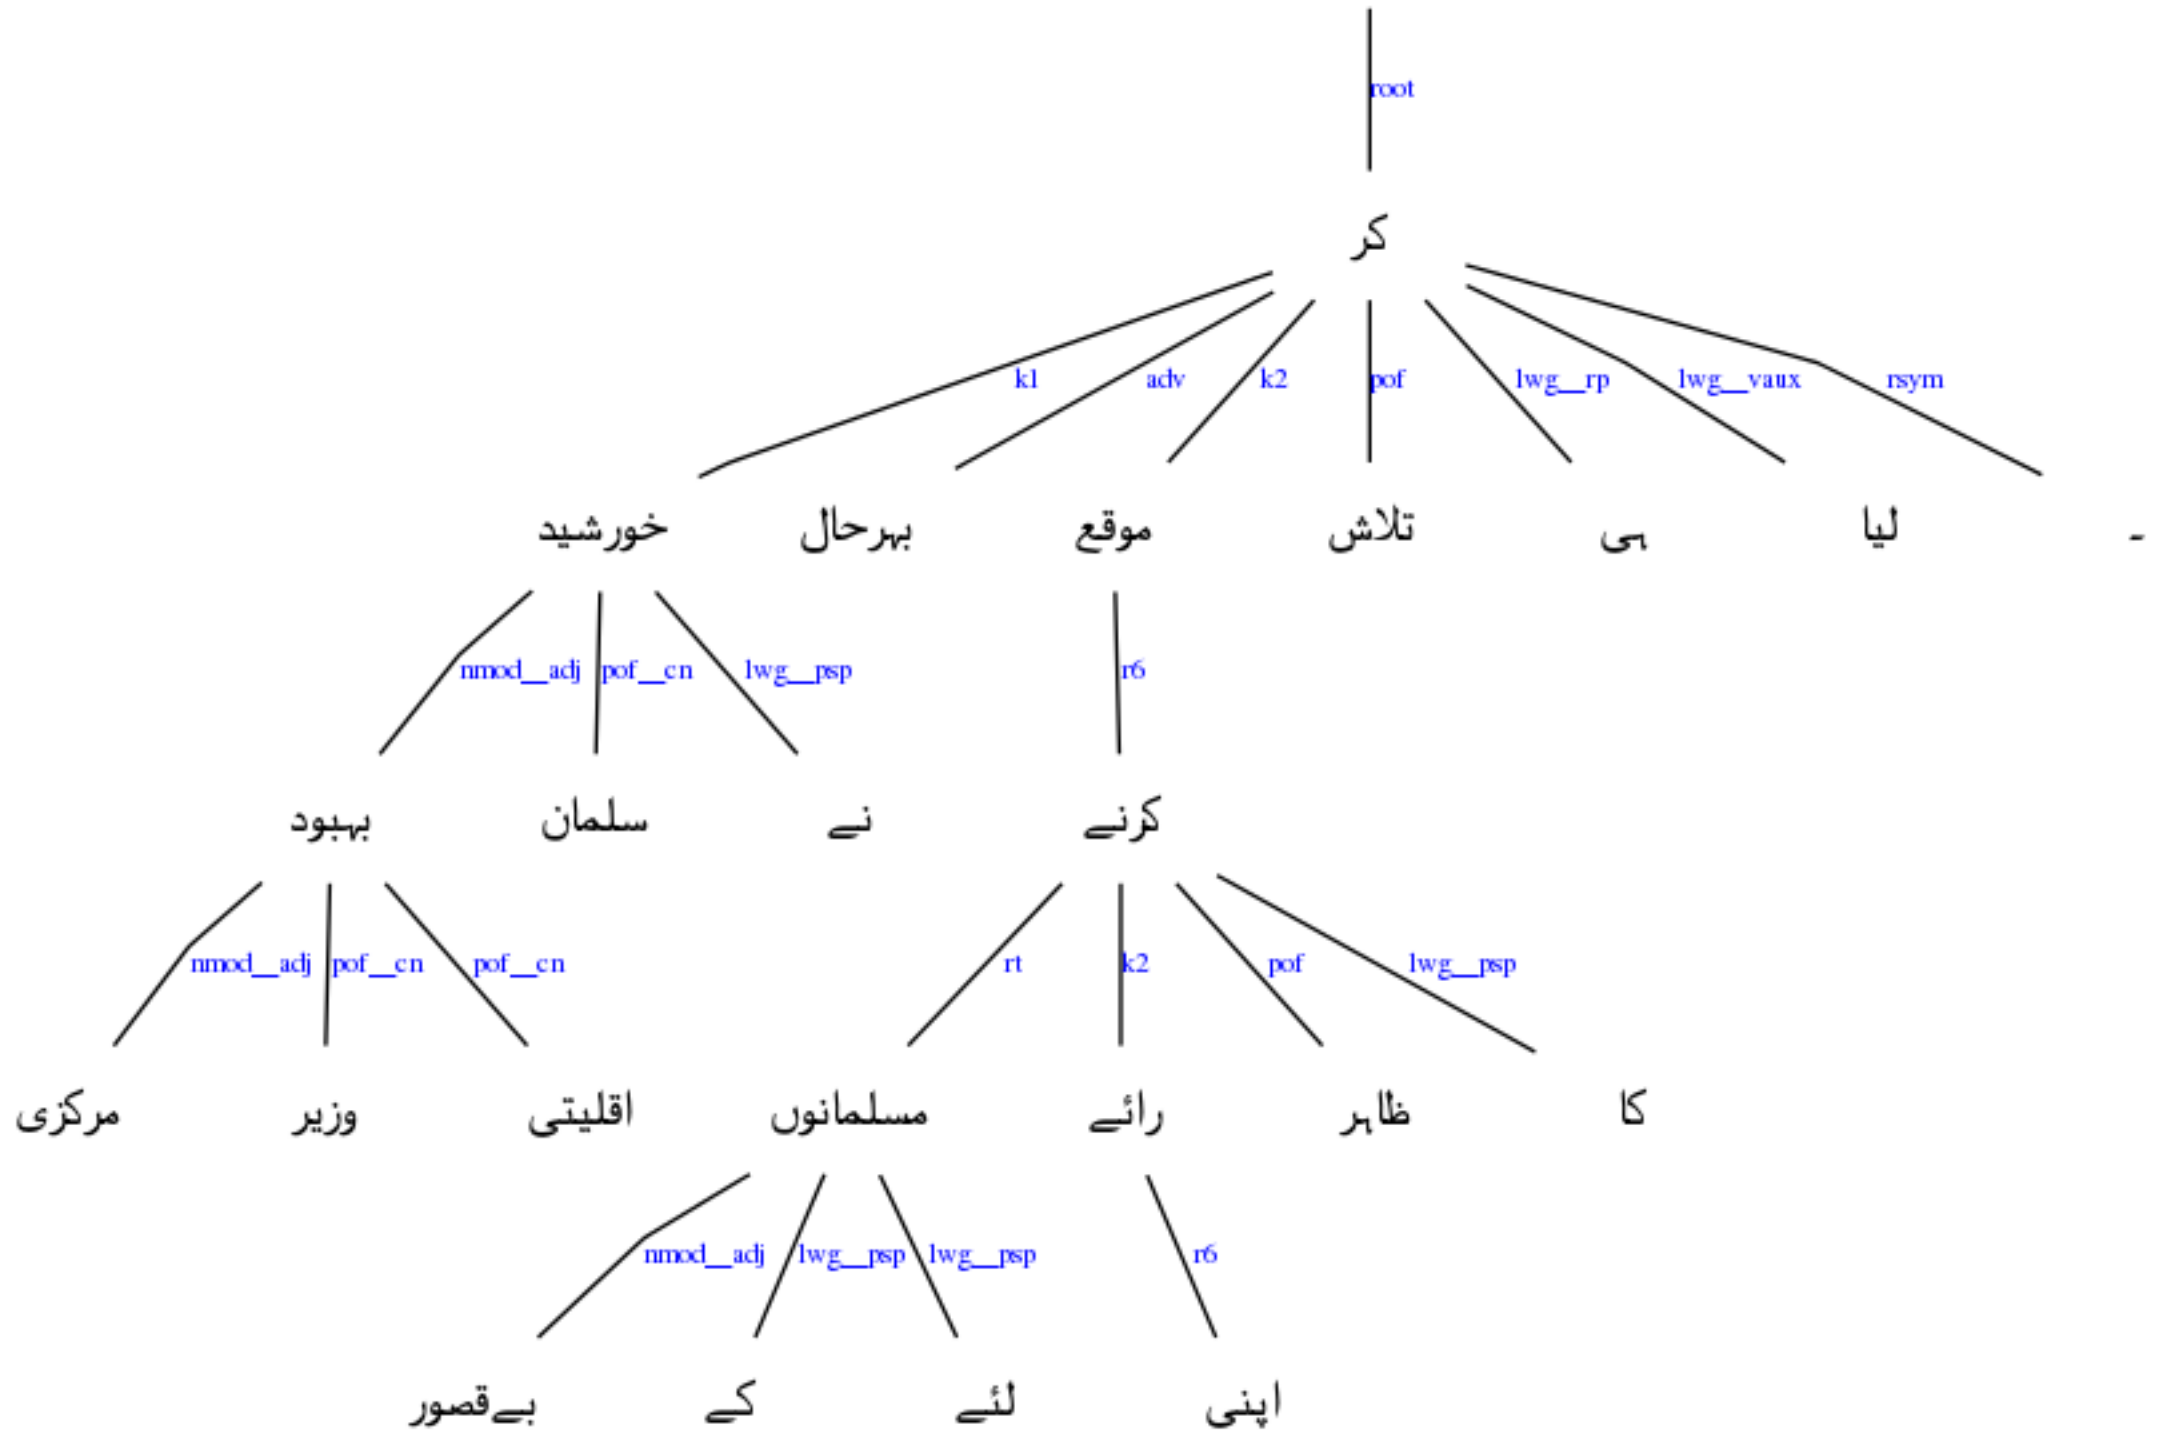 root
کر
k1 adv k2 pof lwg__rp lwg__vaux rsym
خورشید بہرحال موقع تلاش ہی لیا ۔
nmod__adj pof__cn lwg__psp r6
بہبود سلمان نے کرنے
nmod__adj pof__cn pof__cn rt k2 pof lwg__psp
مرکزی وزیر اقلیتی مسلمانوں رائے ظاہر کا
nmod__adj lwg__psp lwg__psp r6
بےقصور کے لئے اپنی